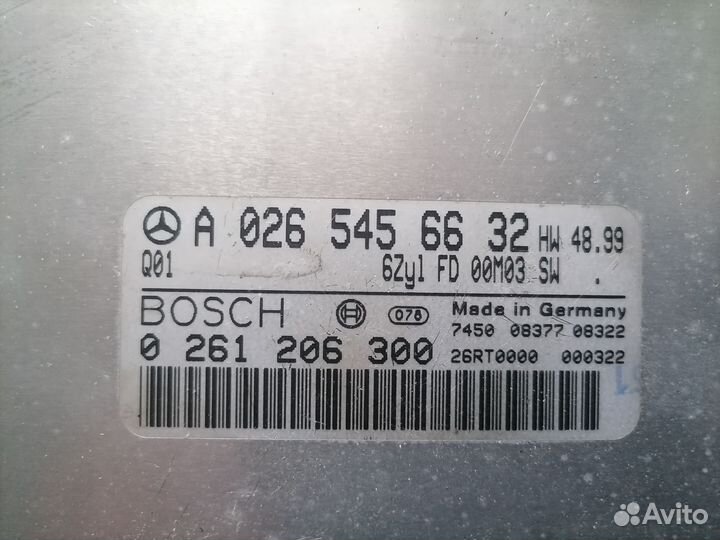 A 026 545 66 32 HW 48.99
Q01 6Zyl FD 00M03 SW .
BOSCH 078 Made in Germany
7450 08377 08322
0 261 206 300 26RT0000 000322
Avito